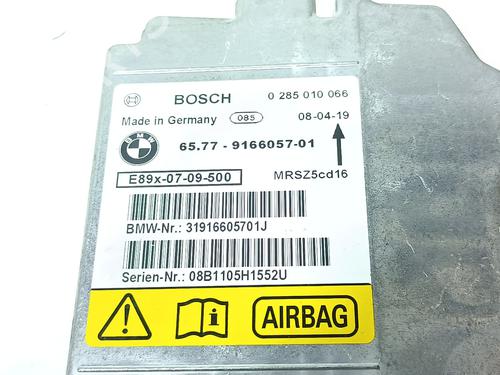 BOSCH 0 285 010 066
Made in Germany 085 08-04-19
BMW 65.77 - 9166057-01
E89x-07-09-500 MRSZ5cd16
BMW-Nr.: 31916605701J
Serien-Nr.: 08B1105H1552U
AIRBAG